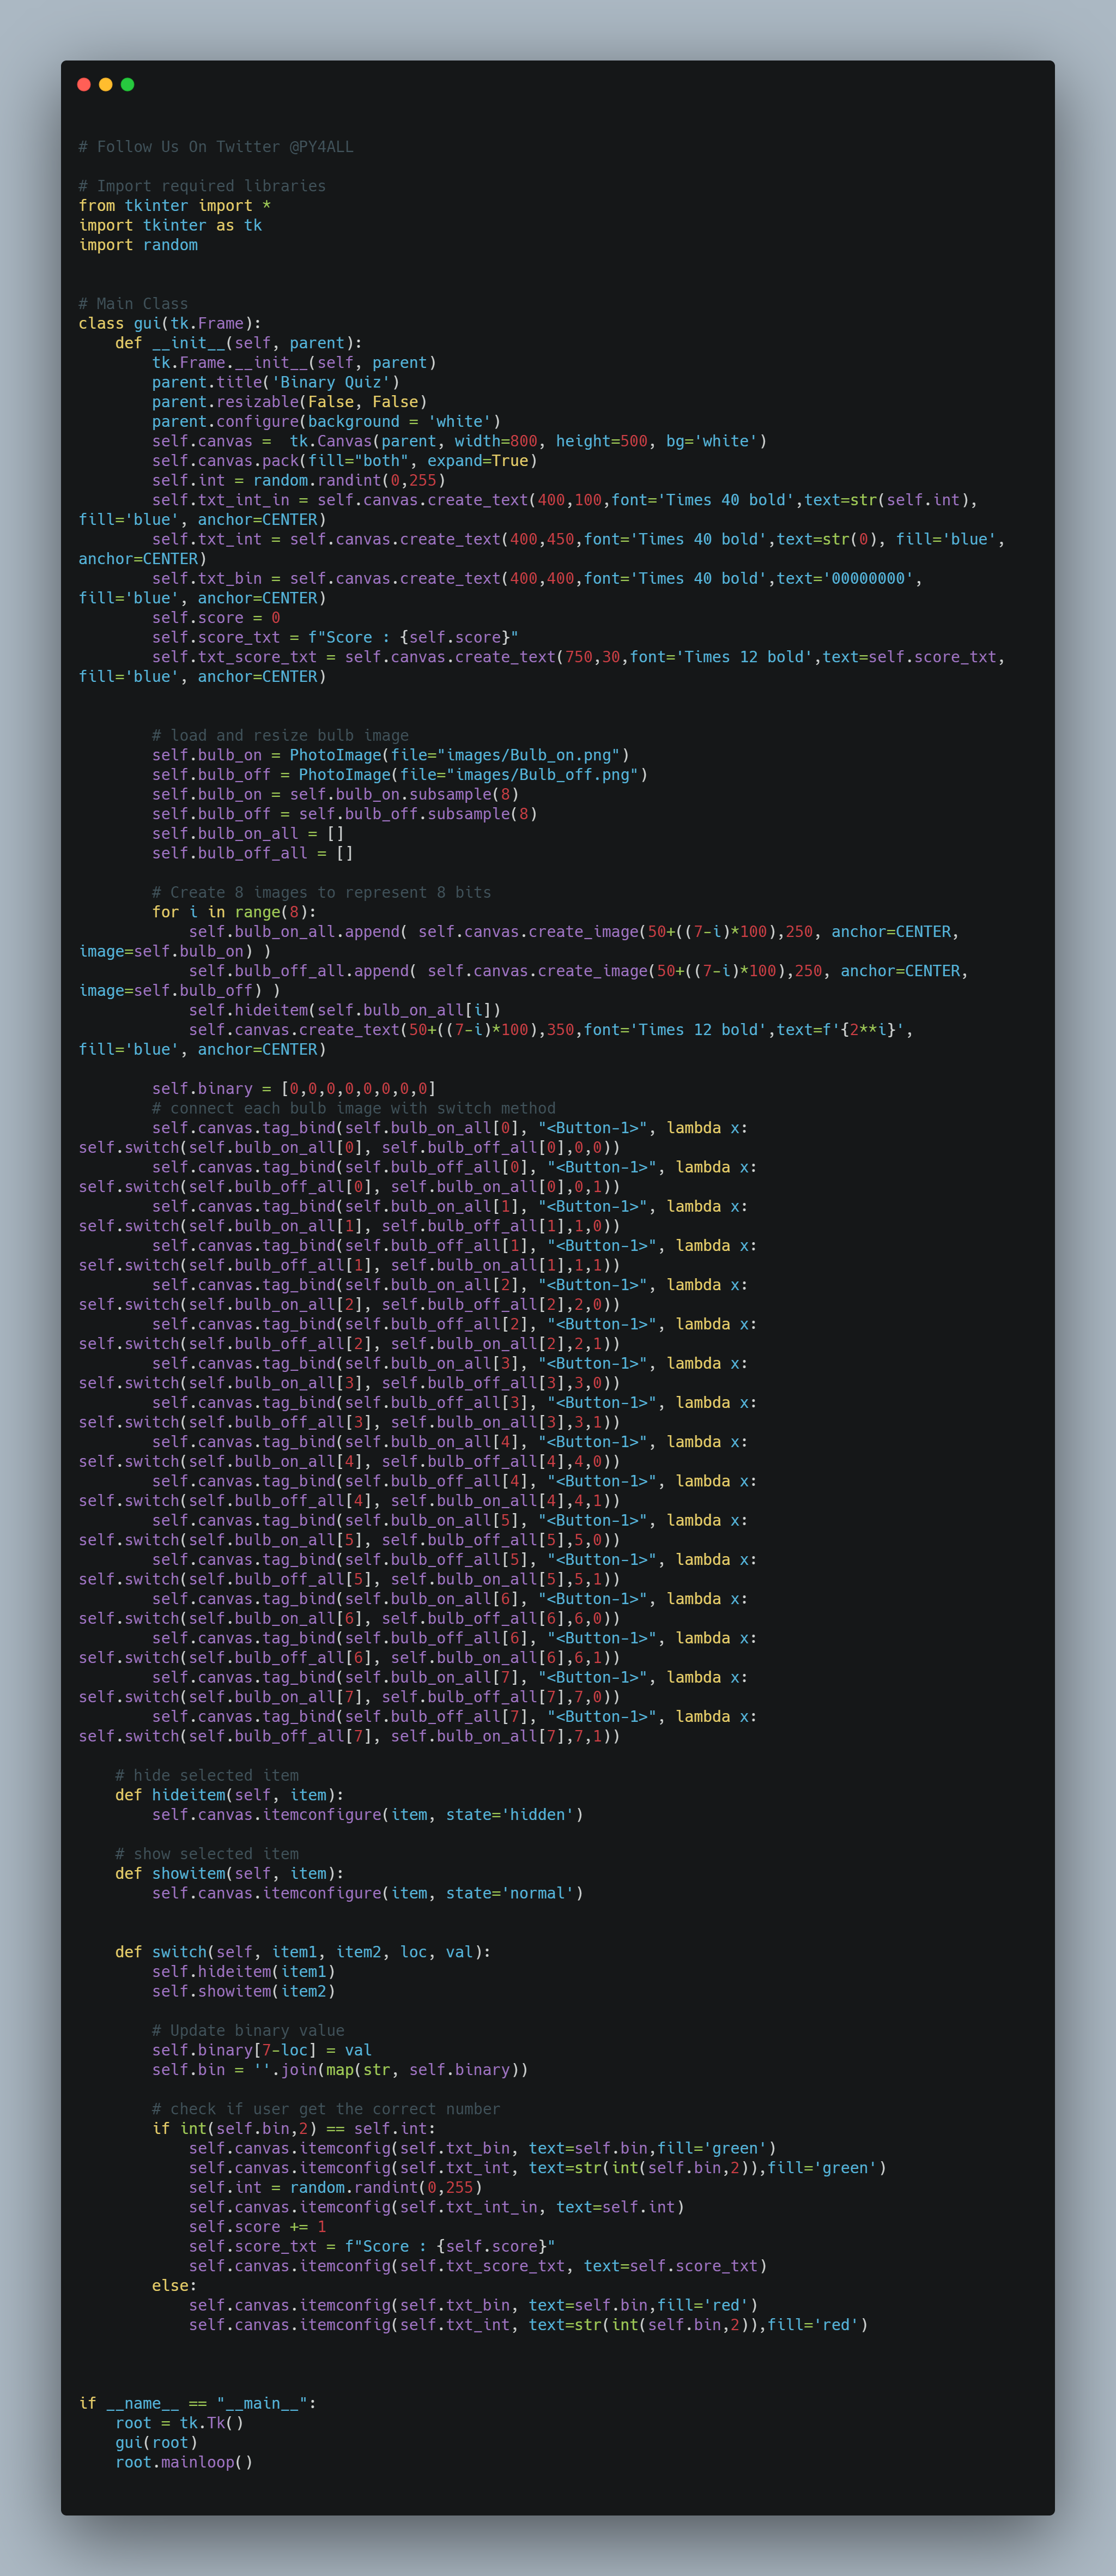 # Follow Us On Twitter @PY4ALL
# Import required libraries
from tkinter import *
import tkinter as tk
import random
# Main Class
class gui(tk.Frame):
    def __init__(self, parent):
        tk.Frame.__init__(self, parent)
        parent.title('Binary Quiz')
        parent.resizable(False, False)
        parent.configure(background = 'white')
        self.canvas =  tk.Canvas(parent, width=800, height=500, bg='white')
        self.canvas.pack(fill="both", expand=True)
        self.int = random.randint(0,255)
        self.txt_int_in = self.canvas.create_text(400,100,font='Times 40 bold',text=str(self.int),
fill='blue', anchor=CENTER)
        self.txt_int = self.canvas.create_text(400,450,font='Times 40 bold',text=str(0), fill='blue',
anchor=CENTER)
        self.txt_bin = self.canvas.create_text(400,400,font='Times 40 bold',text='00000000',
fill='blue', anchor=CENTER)
        self.score = 0
        self.score_txt = f"Score : {self.score}"
        self.txt_score_txt = self.canvas.create_text(750,30,font='Times 12 bold',text=self.score_txt,
fill='blue', anchor=CENTER)
        # load and resize bulb image
        self.bulb_on = PhotoImage(file="images/Bulb_on.png")
        self.bulb_off = PhotoImage(file="images/Bulb_off.png")
        self.bulb_on = self.bulb_on.subsample(8)
        self.bulb_off = self.bulb_off.subsample(8)
        self.bulb_on_all = []
        self.bulb_off_all = []
        # Create 8 images to represent 8 bits
        for i in range(8):
            self.bulb_on_all.append( self.canvas.create_image(50+((7-i)*100),250, anchor=CENTER,
image=self.bulb_on) )
            self.bulb_off_all.append( self.canvas.create_image(50+((7-i)*100),250, anchor=CENTER,
image=self.bulb_off) )
            self.hideitem(self.bulb_on_all[i])
            self.canvas.create_text(50+((7-i)*100),350,font='Times 12 bold',text=f'{2**i}',
fill='blue', anchor=CENTER)
        self.binary = [0,0,0,0,0,0,0,0]
        # connect each bulb image with switch method
        self.canvas.tag_bind(self.bulb_on_all[0], "<Button-1>", lambda x:
self.switch(self.bulb_on_all[0], self.bulb_off_all[0],0,0))
        self.canvas.tag_bind(self.bulb_off_all[0], "<Button-1>", lambda x:
self.switch(self.bulb_off_all[0], self.bulb_on_all[0],0,1))
        self.canvas.tag_bind(self.bulb_on_all[1], "<Button-1>", lambda x:
self.switch(self.bulb_on_all[1], self.bulb_off_all[1],1,0))
        self.canvas.tag_bind(self.bulb_off_all[1], "<Button-1>", lambda x:
self.switch(self.bulb_off_all[1], self.bulb_on_all[1],1,1))
        self.canvas.tag_bind(self.bulb_on_all[2], "<Button-1>", lambda x:
self.switch(self.bulb_on_all[2], self.bulb_off_all[2],2,0))
        self.canvas.tag_bind(self.bulb_off_all[2], "<Button-1>", lambda x:
self.switch(self.bulb_off_all[2], self.bulb_on_all[2],2,1))
        self.canvas.tag_bind(self.bulb_on_all[3], "<Button-1>", lambda x:
self.switch(self.bulb_on_all[3], self.bulb_off_all[3],3,0))
        self.canvas.tag_bind(self.bulb_off_all[3], "<Button-1>", lambda x:
self.switch(self.bulb_off_all[3], self.bulb_on_all[3],3,1))
        self.canvas.tag_bind(self.bulb_on_all[4], "<Button-1>", lambda x:
self.switch(self.bulb_on_all[4], self.bulb_off_all[4],4,0))
        self.canvas.tag_bind(self.bulb_off_all[4], "<Button-1>", lambda x:
self.switch(self.bulb_off_all[4], self.bulb_on_all[4],4,1))
        self.canvas.tag_bind(self.bulb_on_all[5], "<Button-1>", lambda x:
self.switch(self.bulb_on_all[5], self.bulb_off_all[5],5,0))
        self.canvas.tag_bind(self.bulb_off_all[5], "<Button-1>", lambda x:
self.switch(self.bulb_off_all[5], self.bulb_on_all[5],5,1))
        self.canvas.tag_bind(self.bulb_on_all[6], "<Button-1>", lambda x:
self.switch(self.bulb_on_all[6], self.bulb_off_all[6],6,0))
        self.canvas.tag_bind(self.bulb_off_all[6], "<Button-1>", lambda x:
self.switch(self.bulb_off_all[6], self.bulb_on_all[6],6,1))
        self.canvas.tag_bind(self.bulb_on_all[7], "<Button-1>", lambda x:
self.switch(self.bulb_on_all[7], self.bulb_off_all[7],7,0))
        self.canvas.tag_bind(self.bulb_off_all[7], "<Button-1>", lambda x:
self.switch(self.bulb_off_all[7], self.bulb_on_all[7],7,1))
    # hide selected item
    def hideitem(self, item):
        self.canvas.itemconfigure(item, state='hidden')
    # show selected item
    def showitem(self, item):
        self.canvas.itemconfigure(item, state='normal')
    def switch(self, item1, item2, loc, val):
        self.hideitem(item1)
        self.showitem(item2)
        # Update binary value
        self.binary[7-loc] = val
        self.bin = ''.join(map(str, self.binary))
        # check if user get the correct number
        if int(self.bin,2) == self.int:
            self.canvas.itemconfig(self.txt_bin, text=self.bin,fill='green')
            self.canvas.itemconfig(self.txt_int, text=str(int(self.bin,2)),fill='green')
            self.int = random.randint(0,255)
            self.canvas.itemconfig(self.txt_int_in, text=self.int)
            self.score += 1
            self.score_txt = f"Score : {self.score}"
            self.canvas.itemconfig(self.txt_score_txt, text=self.score_txt)
        else:
            self.canvas.itemconfig(self.txt_bin, text=self.bin,fill='red')
            self.canvas.itemconfig(self.txt_int, text=str(int(self.bin,2)),fill='red')
if __name__ == "__main__":
    root = tk.Tk()
    gui(root)
    root.mainloop()